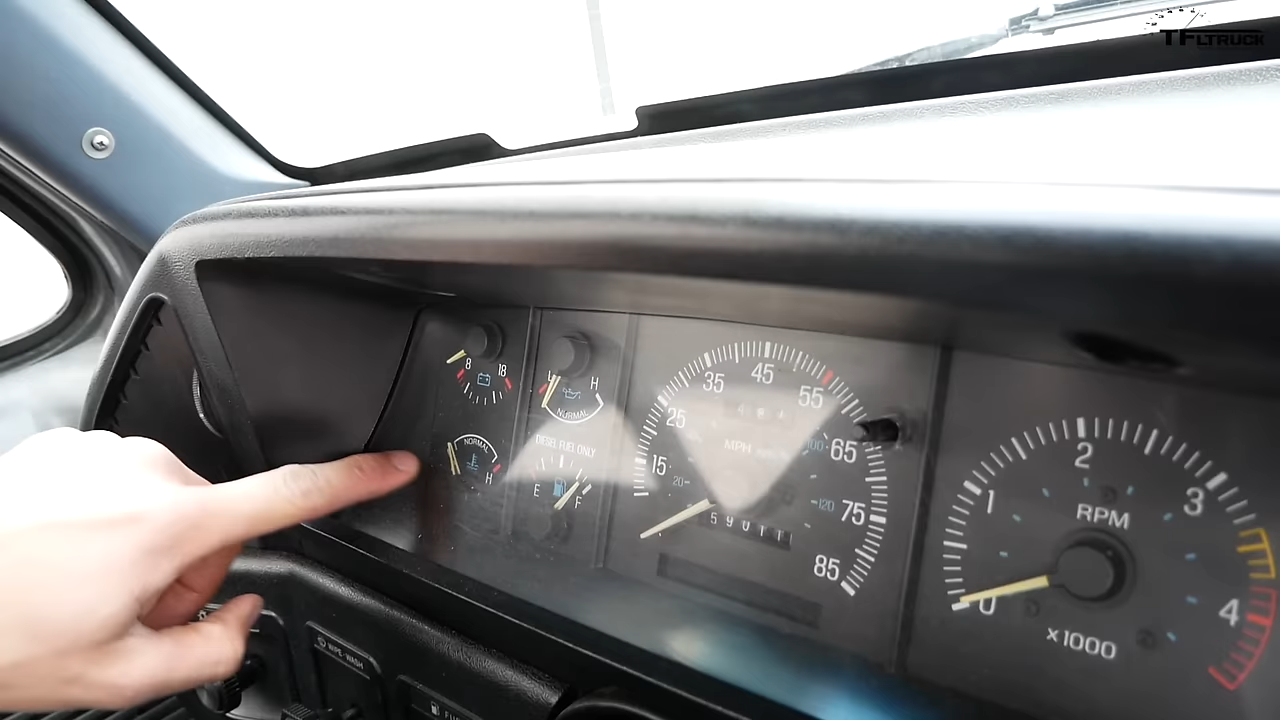 TFLTRUCK
8 18
L H
NORMAL
NORMAL
H
DIESEL FUEL ONLY
E F
15 25 35 45 55 65 75 85
MPH
20 100 120
59011
0 1 2 3 4
RPM
x1000
WIPE-WASH